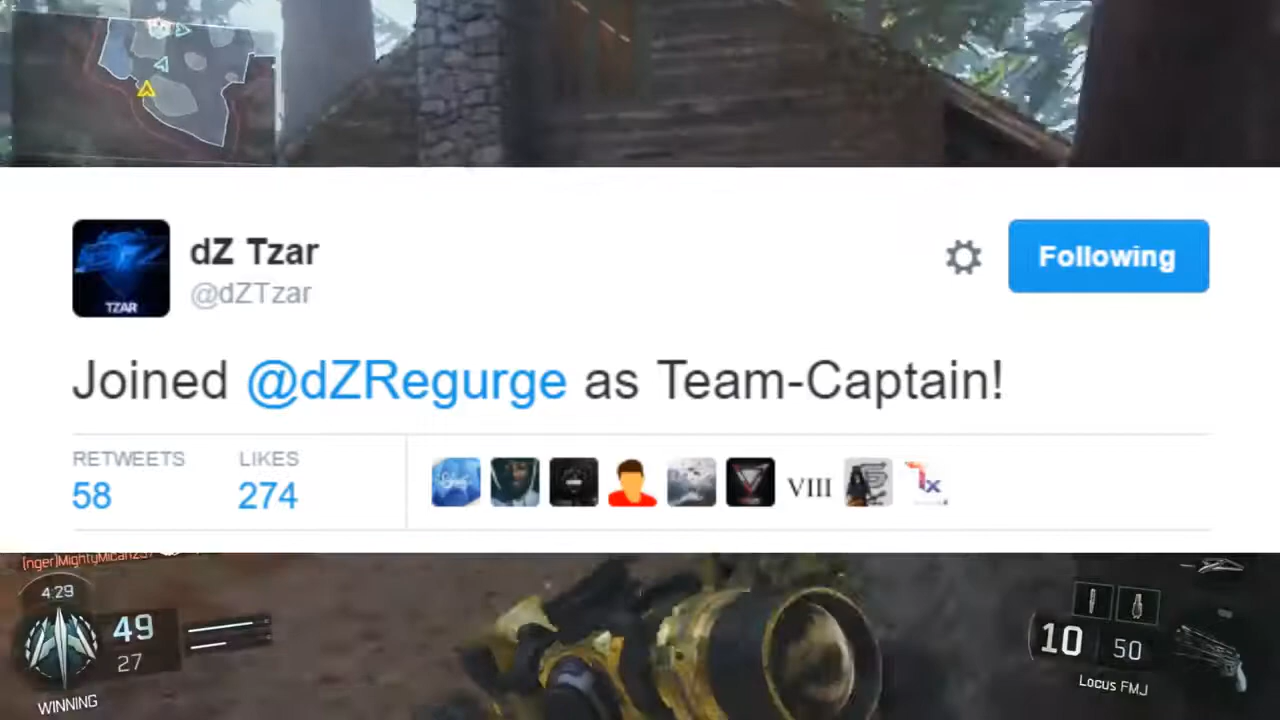 dZ Tzar
@dZTzar
TZAR
Following
Joined @dZRegurge as Team-Captain!
RETWEETS
58
LIKES
274
VIII
4:29
49
27
WINNING
10
50
Locus FMJ